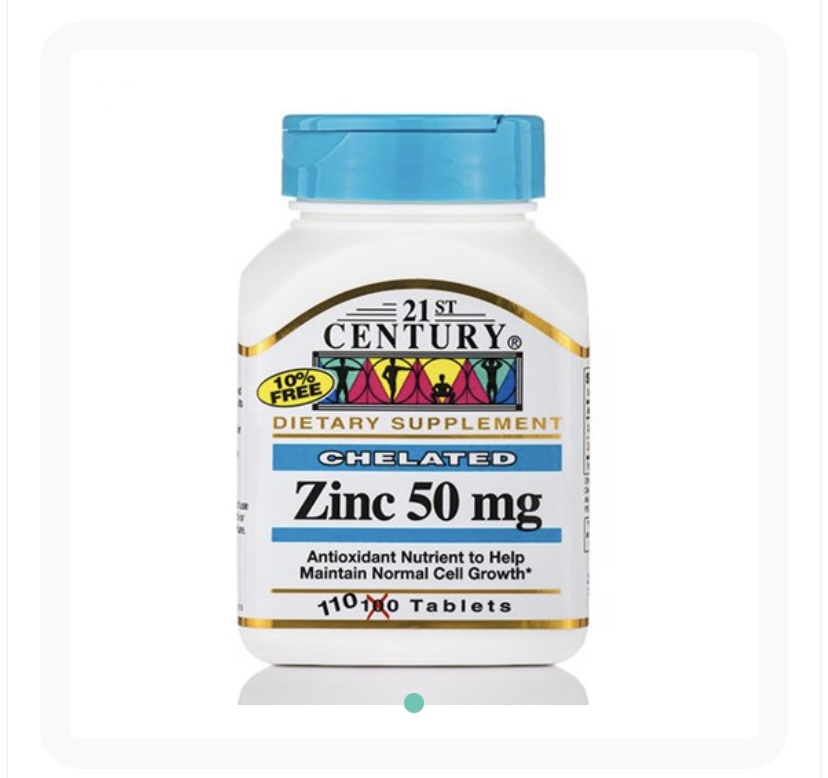 21ST
CENTURY®
10%
FREE
DIETARY SUPPLEMENT
CHELATED
Zinc 50 mg
Antioxidant Nutrient to Help
Maintain Normal Cell Growth*
110 100 Tablets